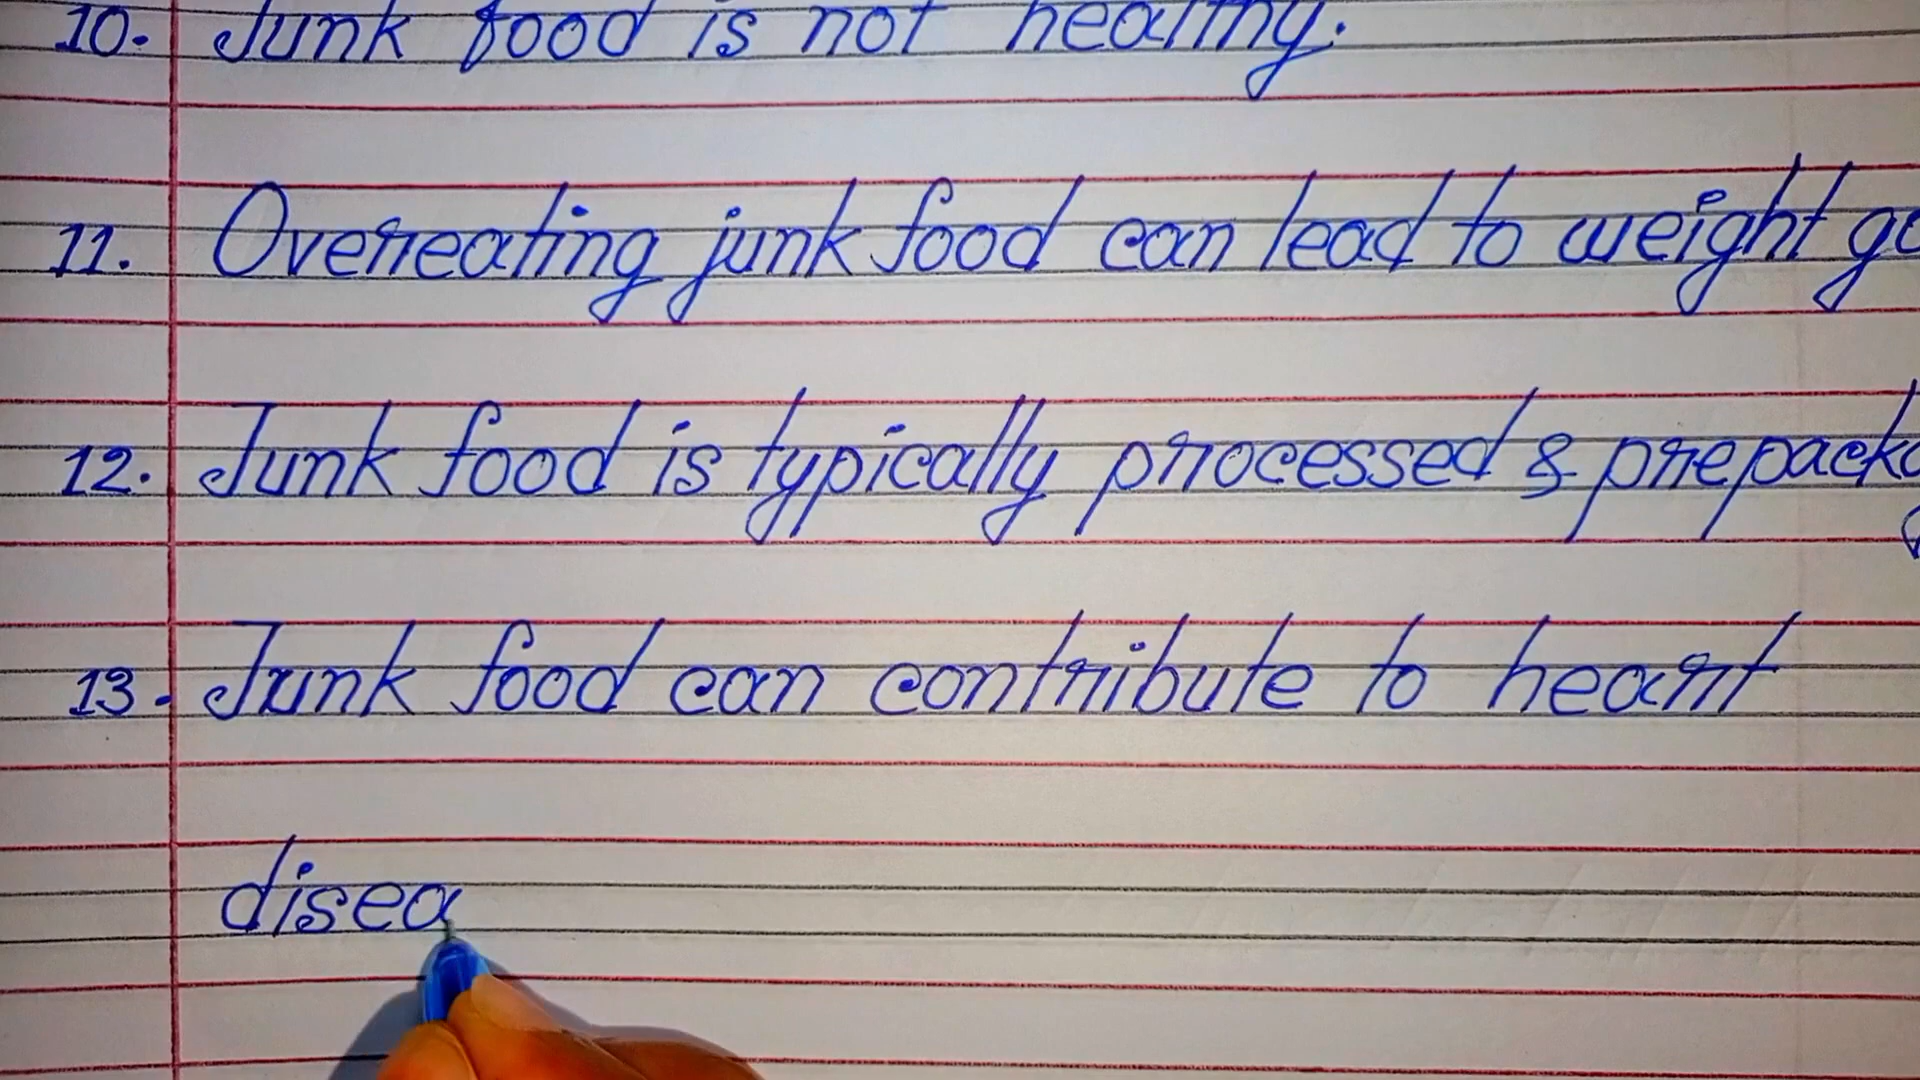 10. Junk food is not healthy.
11. Overeating junk food can lead to weight
12. Junk food is typically processed &
13. Junk food can contribute to heart
disea